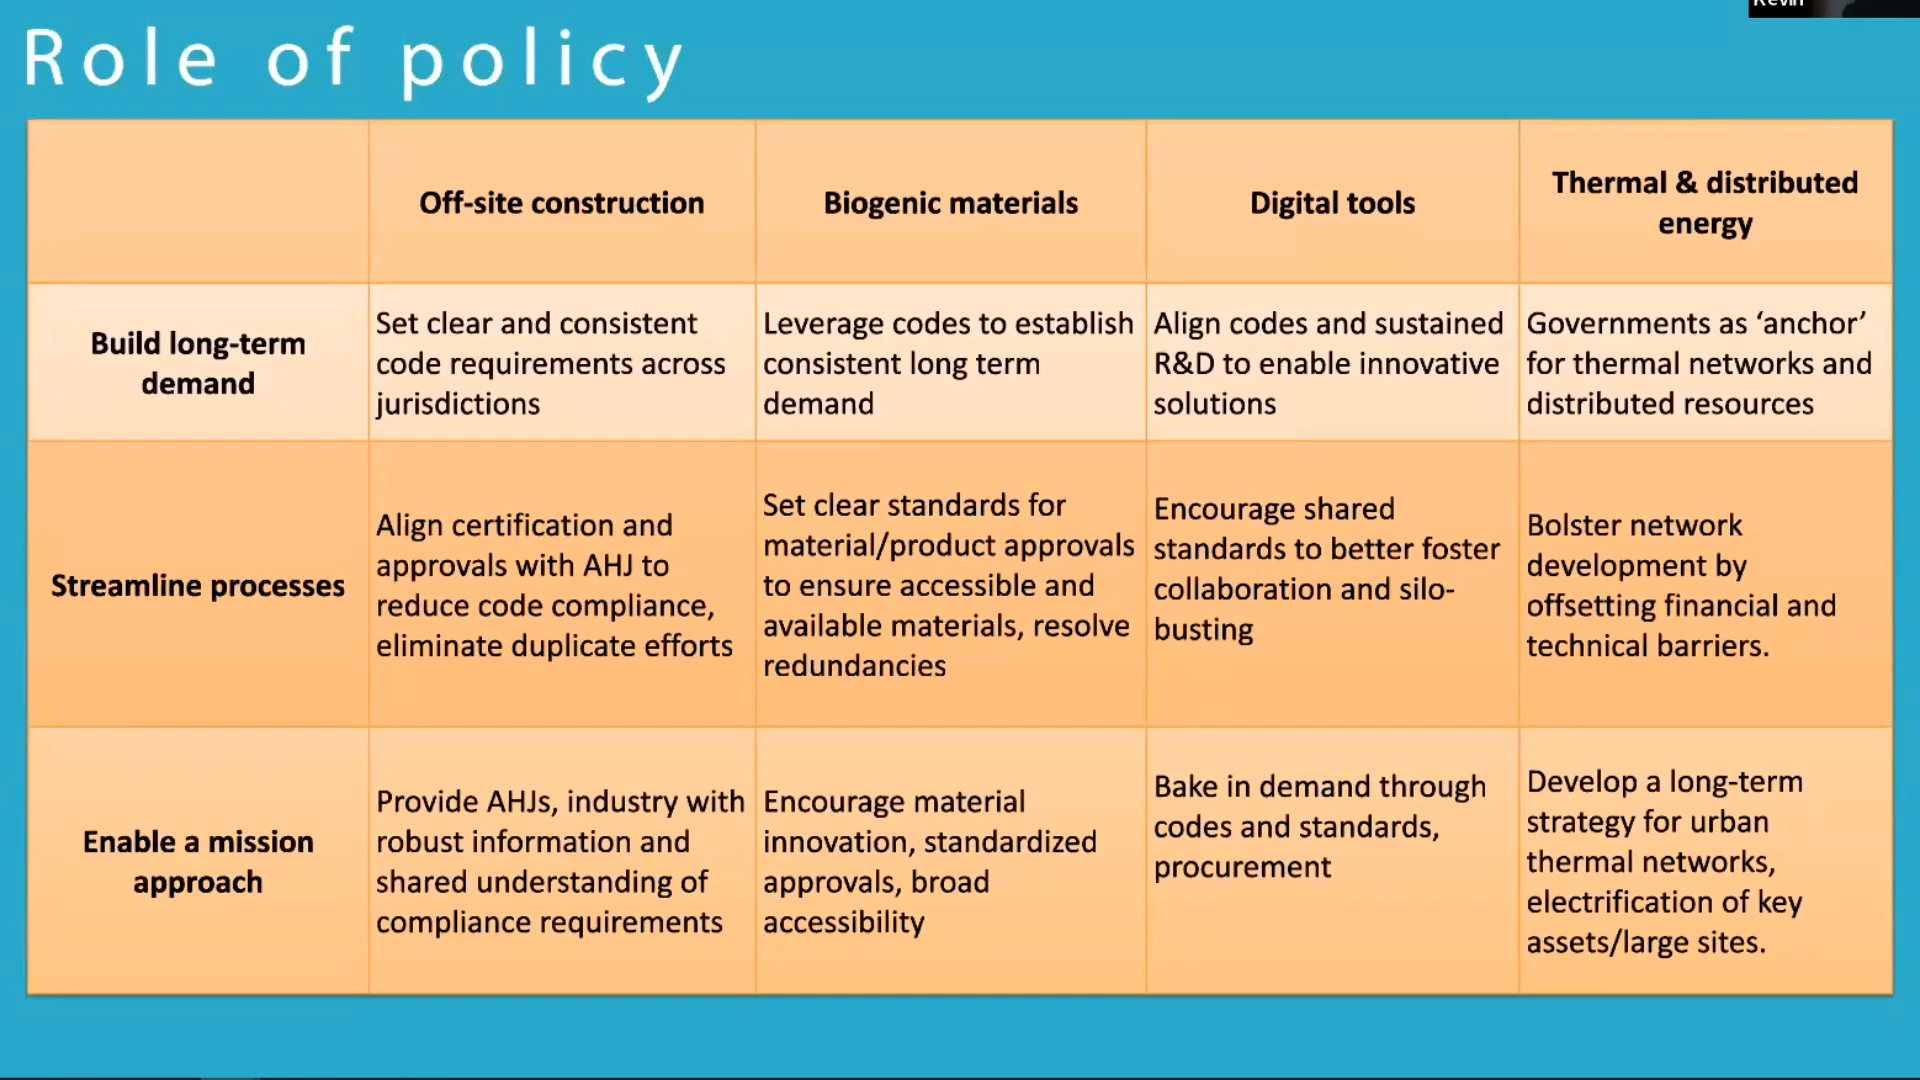 Kevin
Role of policy
Off-site construction
Biogenic materials
Digital tools
Thermal & distributed
energy
Build long-term
demand
Set clear and consistent
code requirements across
jurisdictions
Leverage codes to establish
consistent long term
demand
Align codes and sustained
R&D to enable innovative
solutions
Governments as ‘anchor’
for thermal networks and
distributed resources
Streamline processes
Align certification and
approvals with AHJ to
reduce code compliance,
eliminate duplicate efforts
Set clear standards for
material/product approvals
to ensure accessible and
available materials, resolve
redundancies
Encourage shared
standards to better foster
collaboration and silo-
busting
Bolster network
development by
offsetting financial and
technical barriers.
Enable a mission
approach
Provide AHJs, industry with
robust information and
shared understanding of
compliance requirements
Encourage material
innovation, standardized
approvals, broad
accessibility
Bake in demand through
codes and standards,
procurement
Develop a long-term
strategy for urban
thermal networks,
electrification of key
assets/large sites.